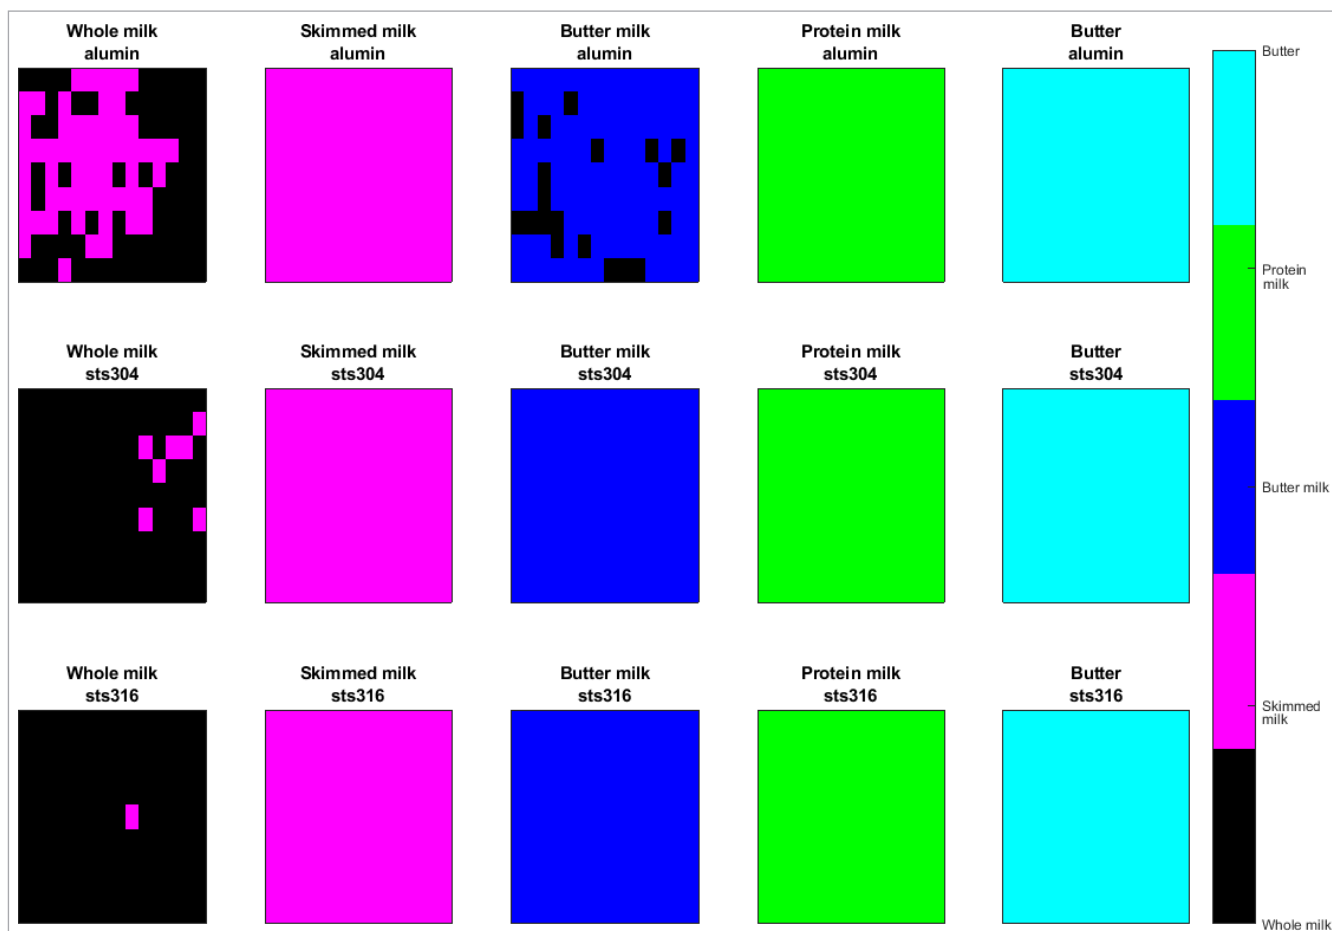 Whole milk
alumin
Skimmed milk
alumin
Butter milk
alumin
Protein milk
alumin
Butter
alumin
Whole milk
sts304
Skimmed milk
sts304
Butter milk
sts304
Protein milk
sts304
Butter
sts304
Whole milk
sts316
Skimmed milk
sts316
Butter milk
sts316
Protein milk
sts316
Butter
sts316
Butter
Protein
milk
Butter milk
Skimmed
milk
Whole milk